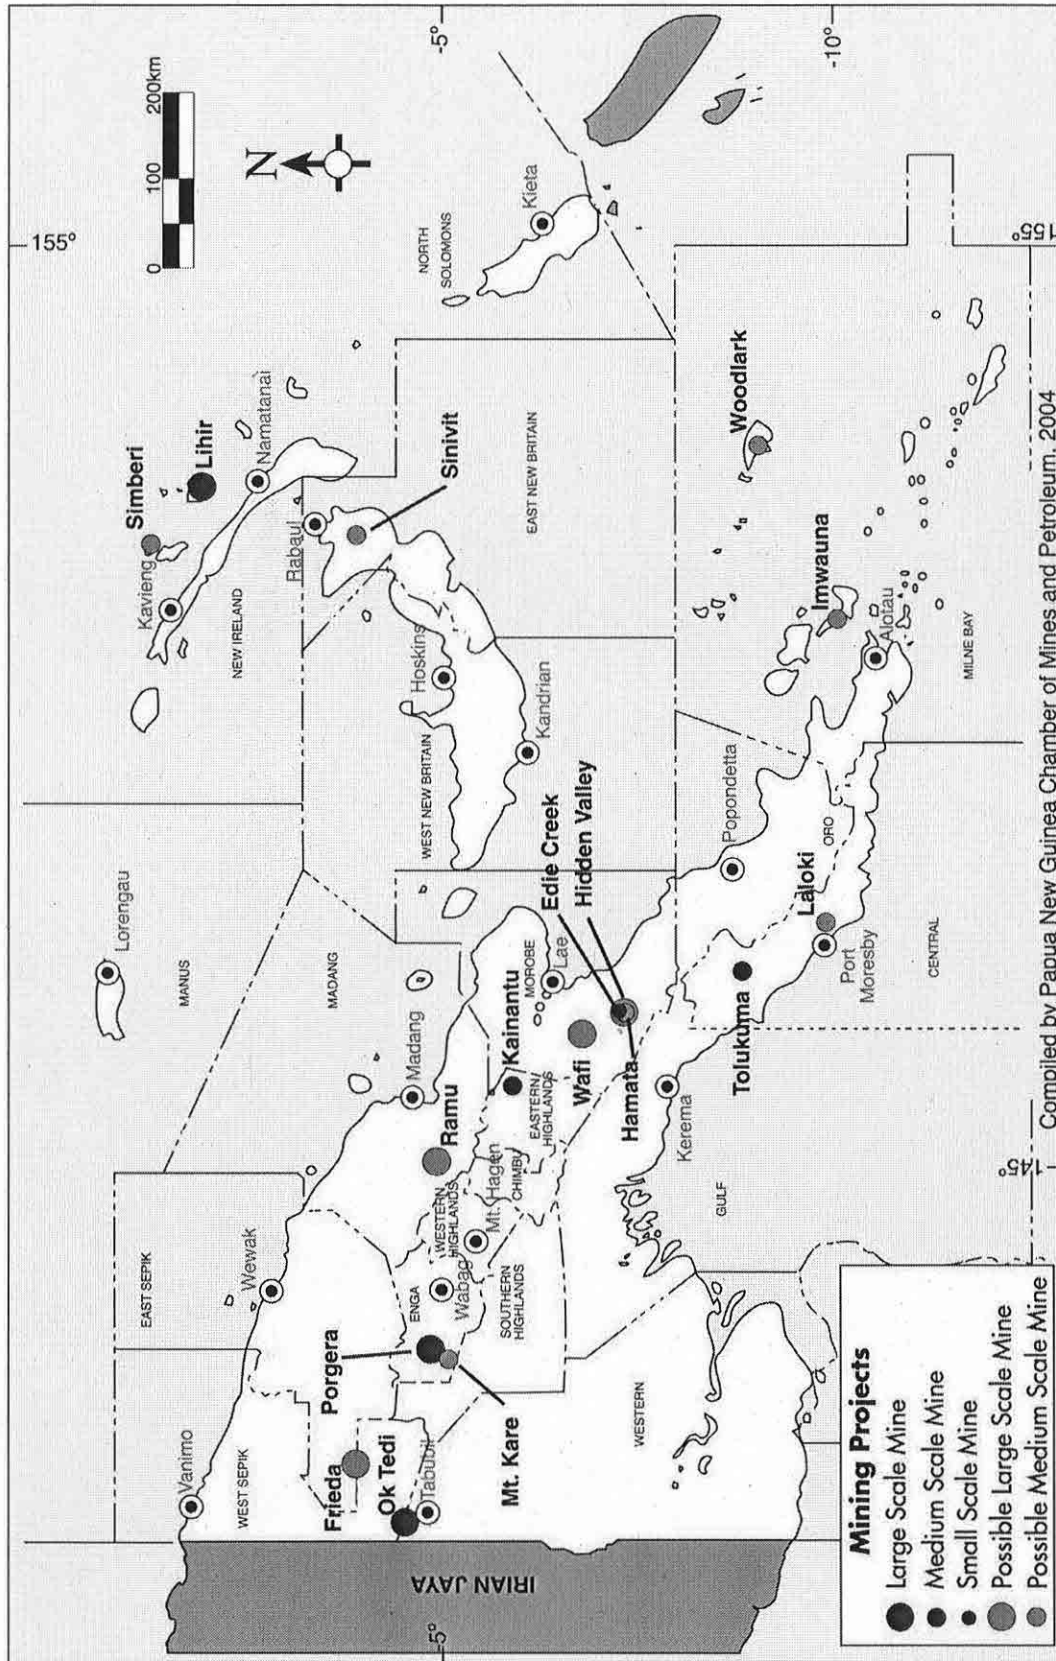 155°
0 100 200km
N
-5°
-10°
Lorengau
MANUS
Kavieng
Simberi
Lihir
Namatanai
NEW IRELAND
Rabaul
Sinivit
EAST NEW BRITAIN
Hoskins
WEST NEW BRITAIN
Kandrian
NORTH
SOLOMONS
Kieta
Vanimo
WEST SEPIK
Wewak
EAST SEPIK
MADANG
Madang
Frieda
Ok Tedi
Tabubil
Porgera
Mt. Kare
ENGA
Wabag
WESTERN
HIGHLANDS
Mt. Hagen
SOUTHERN
HIGHLANDS
CHIMBU
EASTERN
HIGHLANDS
Ramu
Kainantu
MOROBE
Lae
Wafi
Edie Creek
Hidden Valley
Hamata
IRIAN JAYA
-5°
WESTERN
GULF
Kerema
Tolukuma
Popondetta
ORO
Laloki
Port
Moresby
CENTRAL
Woodlark
Imwauna
Alotau
MILNE BAY
145°
155°
Mining Projects
Large Scale Mine
Medium Scale Mine
Small Scale Mine
Possible Large Scale Mine
Possible Medium Scale Mine
Compiled by Papua New Guinea Chamber of Mines and Petroleum, 2004